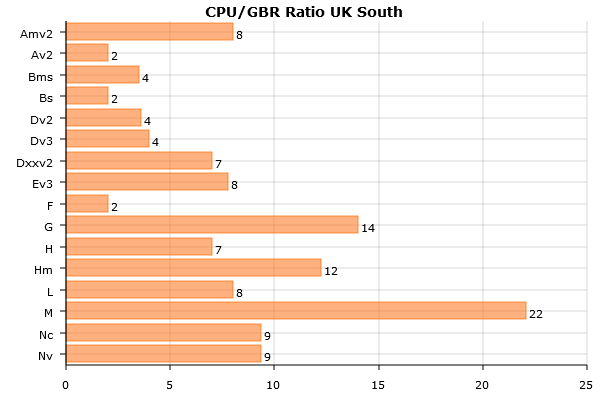 CPU/GBR Ratio UK South
Amv2 8
Av2 2
Bms 4
Bs 2
Dv2 4
Dv3 4
Dxxv2 7
Ev3 8
F 2
G 14
H 7
Hm 12
L 8
M 22
Nc 9
Nv 9
0 5 10 15 20 25